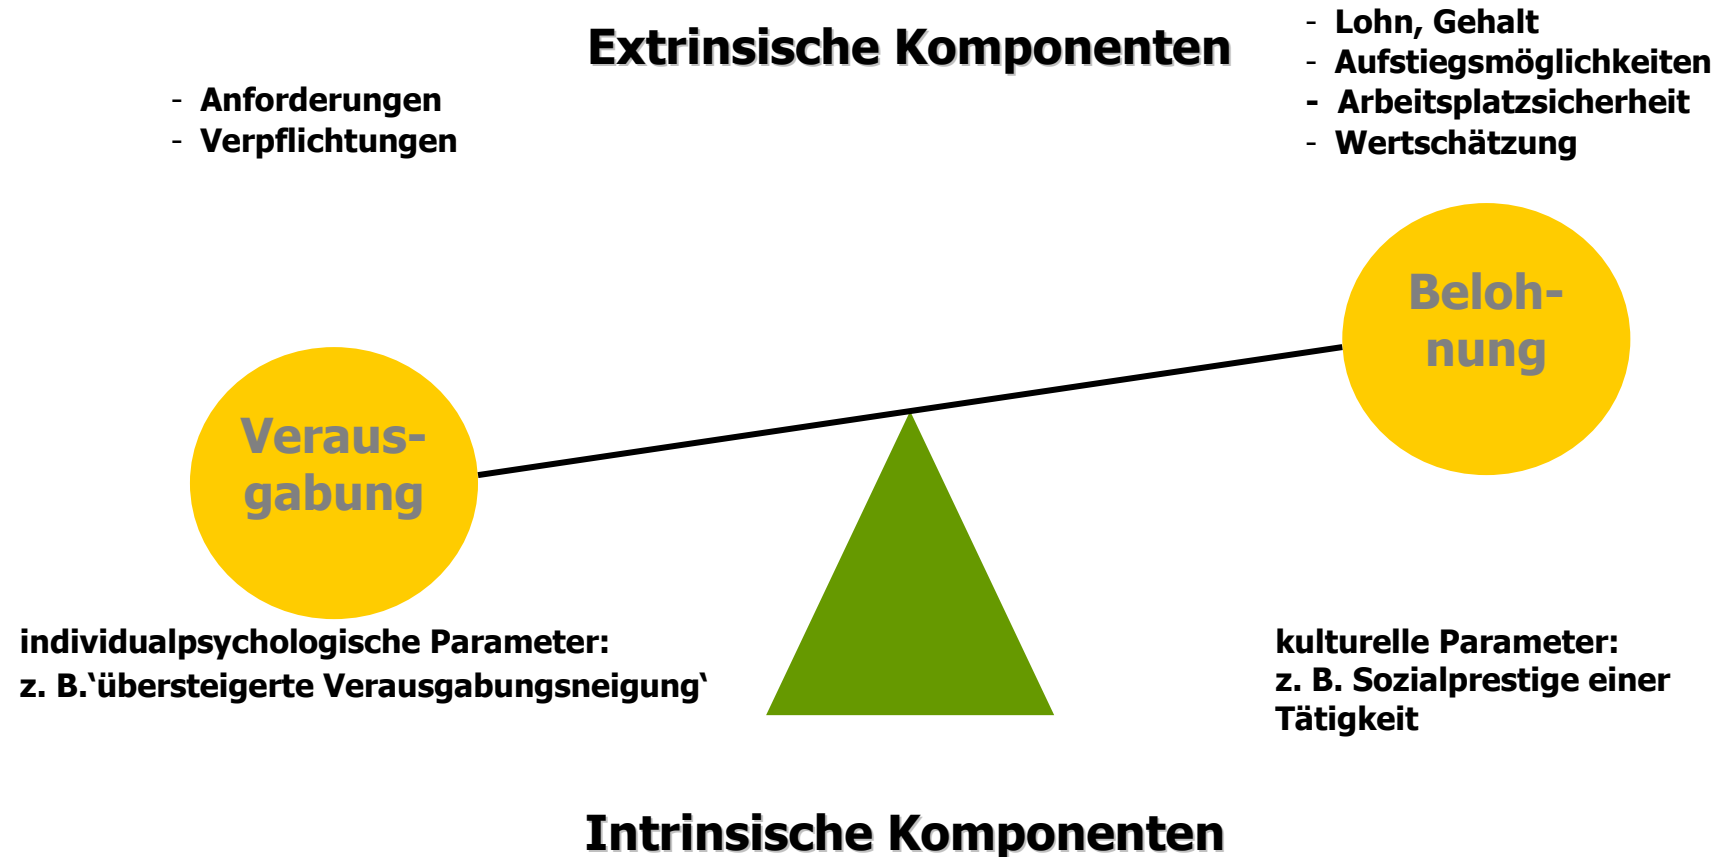 Extrinsische Komponenten
- Anforderungen
- Verpflichtungen
- Lohn, Gehalt
- Aufstiegsmöglichkeiten
- Arbeitsplatzsicherheit
- Wertschätzung
Veraus-
gabung
Beloh-
nung
individualpsychologische Parameter:
z. B.‘übersteigerte Verausgabungsneigung‘
kulturelle Parameter:
z. B. Sozialprestige einer
Tätigkeit
Intrinsische Komponenten